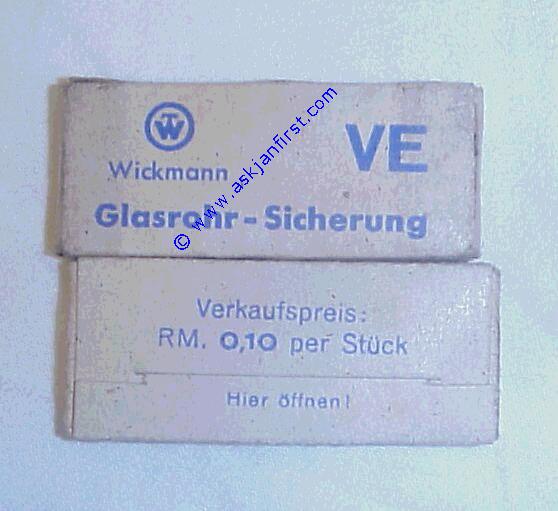 W
Wickmann
VE
Glasrohr-Sicherung
© www.askjanfirst.com
Verkaufspreis:
RM. 0,10 per Stück
Hier öffnen!